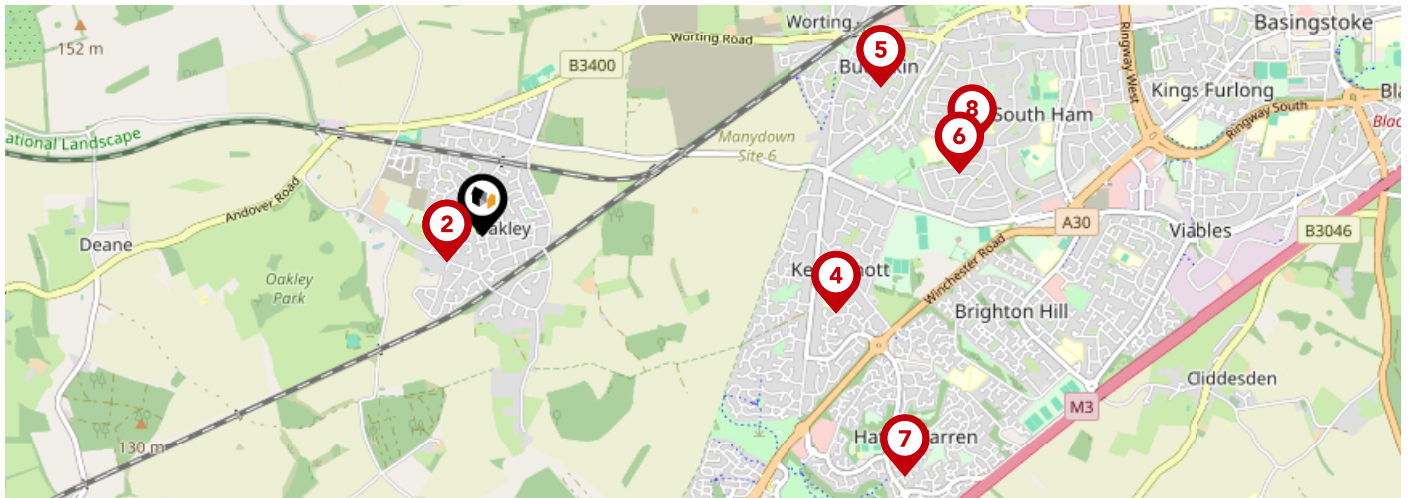 152 m
Worting
Worting Road
B3400
Basingstoke
Ringway West
5
8
South Ham
6
Kings Furlong
Ringway South
ational Landscape
Manydown
Site 6
Andover Road
2
Deane
Oakley
Park
A30
Viables
B3046
4
Winchester Road
Brighton Hill
Cliddesden
M3
7
130 m